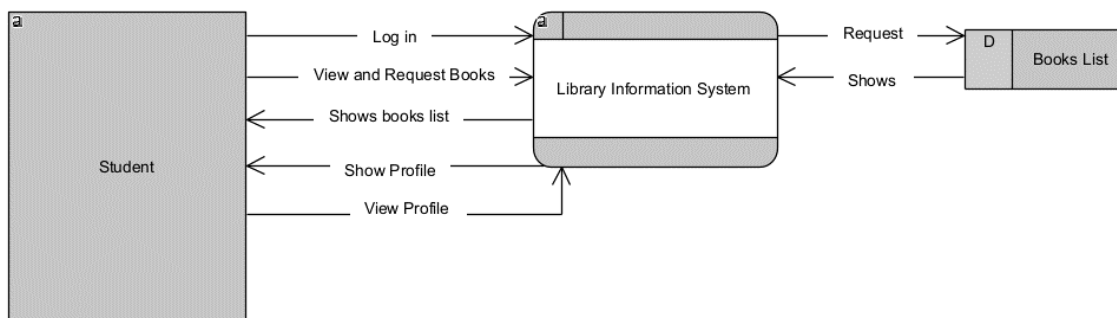 a
Student
Log in
View and Request Books
Shows books list
Show Profile
View Profile
a
Library Information System
Request
Shows
D
Books List